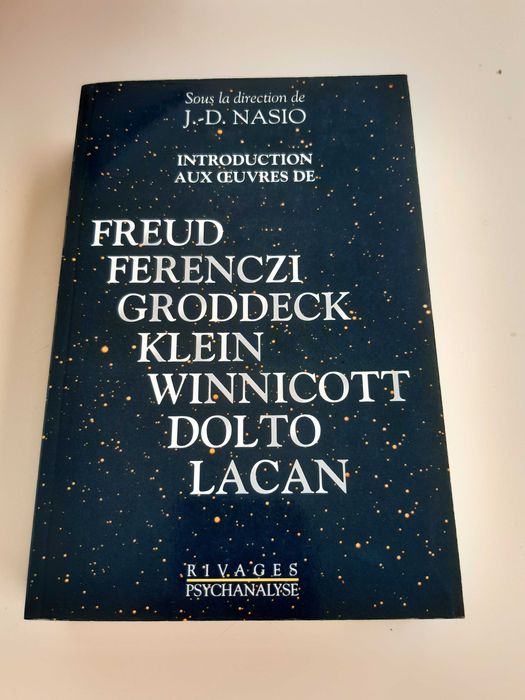 Sous la direction de
J.-D. NASIO
INTRODUCTION
AUX ŒUVRES DE
FREUD
FERENCZI
GRODDECK
KLEIN
WINNICOTT
DOLTO
LACAN
RIVAGES
PSYCHANALYSE